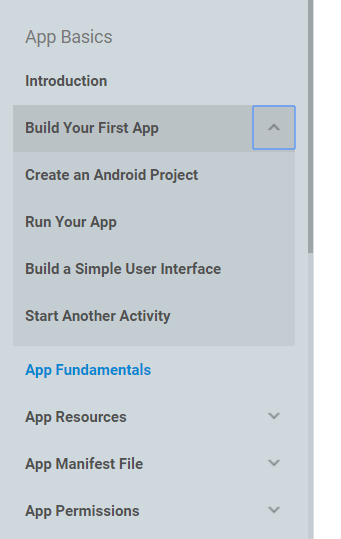 App Basics
Introduction
Build Your First App
Create an Android Project
Run Your App
Build a Simple User Interface
Start Another Activity
App Fundamentals
App Resources
App Manifest File
App Permissions